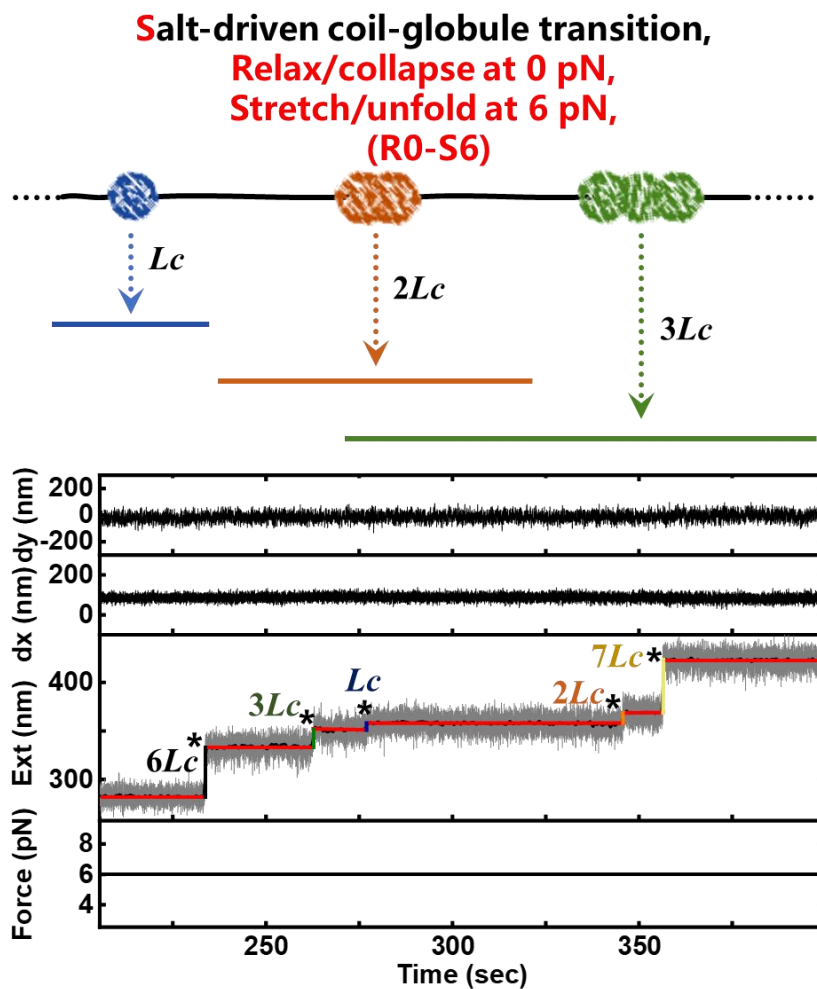 Salt-driven coil-globule transition,
Relax/collapse at 0 pN,
Stretch/unfold at 6 pN,
(R0-S6)
Lc
2Lc
3Lc
dy (nm)
200
0
-200
dx (nm)
200
0
Ext (nm)
400
300
6Lc
*
3Lc
*
Lc
*
2Lc
*
7Lc
*
Force (pN)
8
6
4
250
300
350
Time (sec)